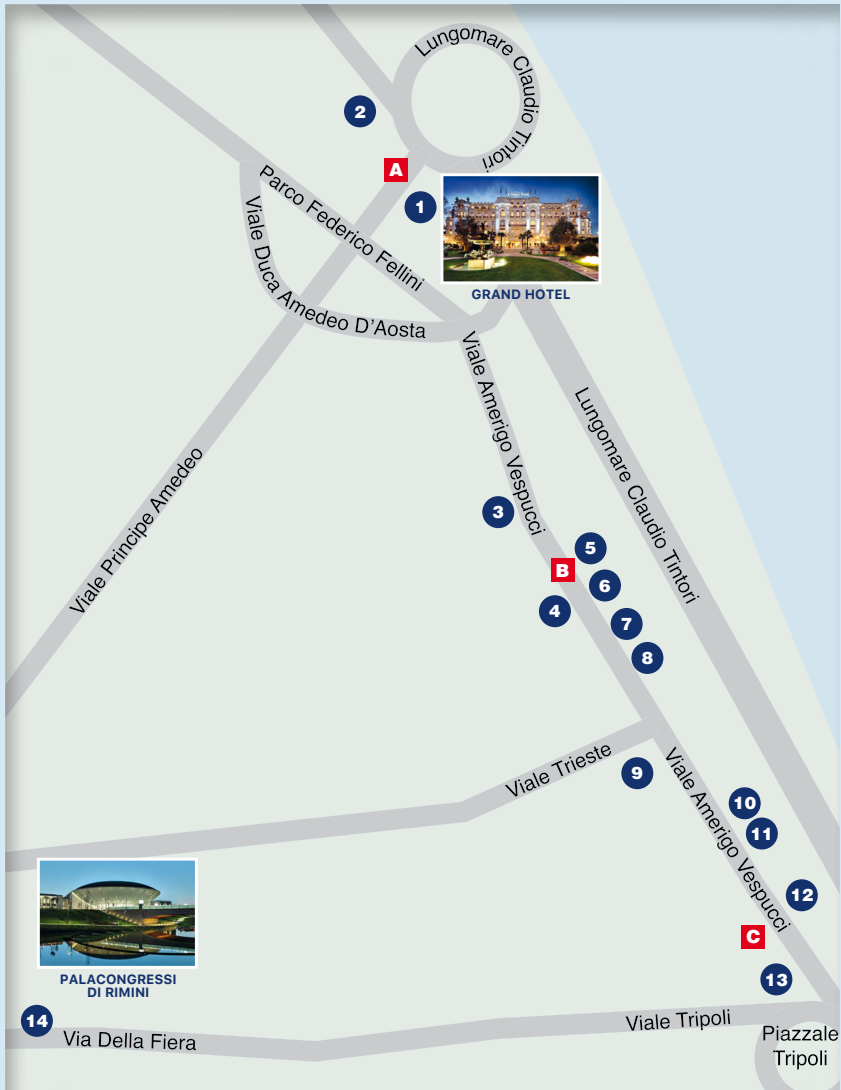 Lungomare Claudio Tintori
2
A
1
Parco Federico Fellini
Viale Duca Amedeo D'Aosta
GRAND HOTEL
Viale Amerigo Vespucci
Lungomare Claudio Tintori
Viale Principe Amedeo
3
5
B
6
4
7
8
Viale Trieste
9
Viale Amerigo Vespucci
10
11
12
C
13
PALACONGRESSI
DI RIMINI
14
Via Della Fiera
Viale Tripoli
Piazzale
Tripoli